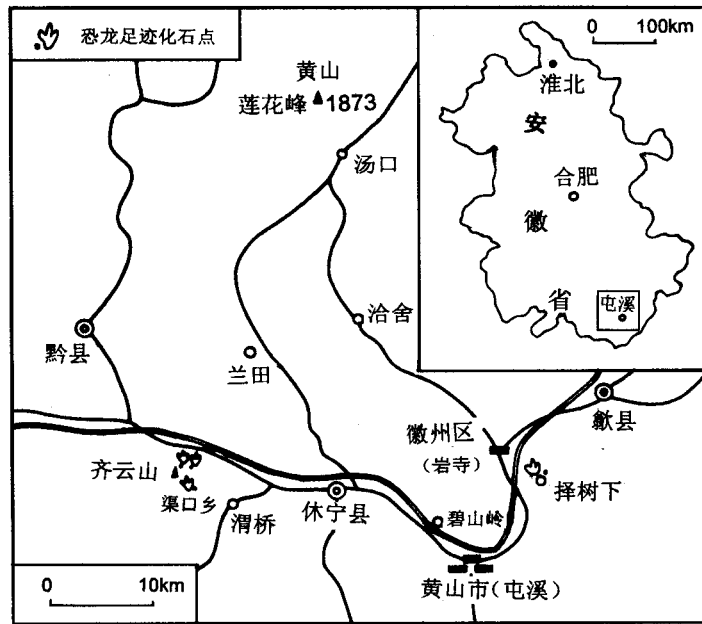 恐龙足迹化石点
黄山
莲花峰 1873
汤口
洽舍
黔县
兰田
徽州区
(岩寺)
歙县
择树下
齐云山
渠口乡
渭桥
休宁县
碧山岭
黄山市(屯溪)
0 10km
0 100km
淮北
安
合肥
徽
省
屯溪